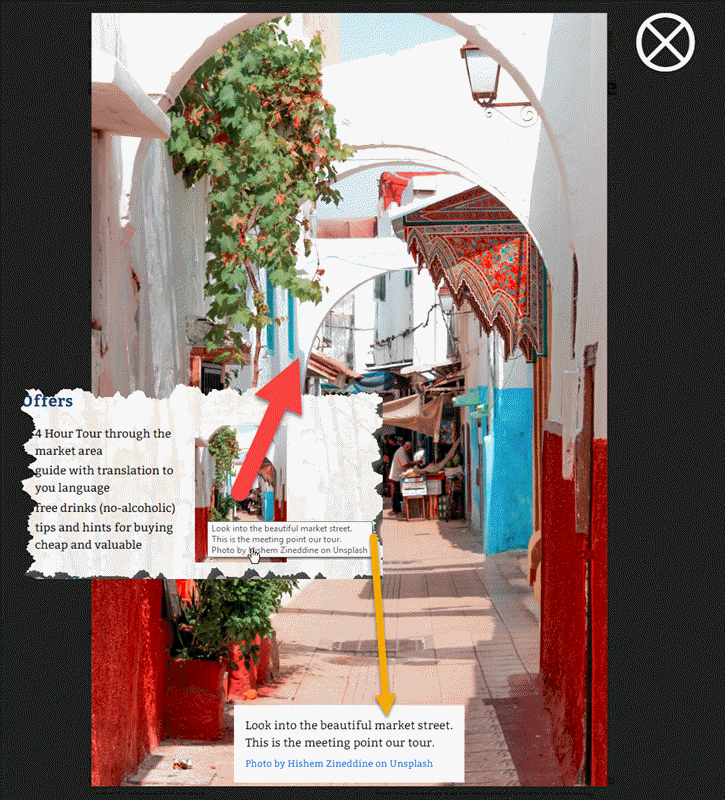 Offers
4 Hour Tour through the
market area
guide with translation to
you language
free drinks (no-alcoholic)
tips and hints for buying
cheap and valuable
Look into the beautiful market street.
This is the meeting point our tour.
Photo by Hishem Zineddine on Unsplash
Look into the beautiful market street.
This is the meeting point our tour.
Photo by Hishem Zineddine on Unsplash